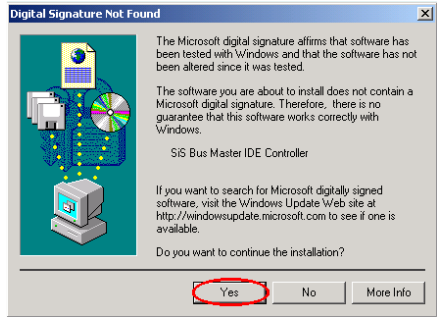 Digital Signature Not Found
The Microsoft digital signature affirms that software has
been tested with Windows and that the software has not
been altered since it was tested.
The software you are about to install does not contain a
Microsoft digital signature. Therefore, there is no
guarantee that this software works correctly with
Windows.
SiS Bus Master IDE Controller
If you want to search for Microsoft digitally signed
software, visit the Windows Update Web site at
http://windowsupdate.microsoft.com to see if one is
available.
Do you want to continue the installation?
Yes No More Info